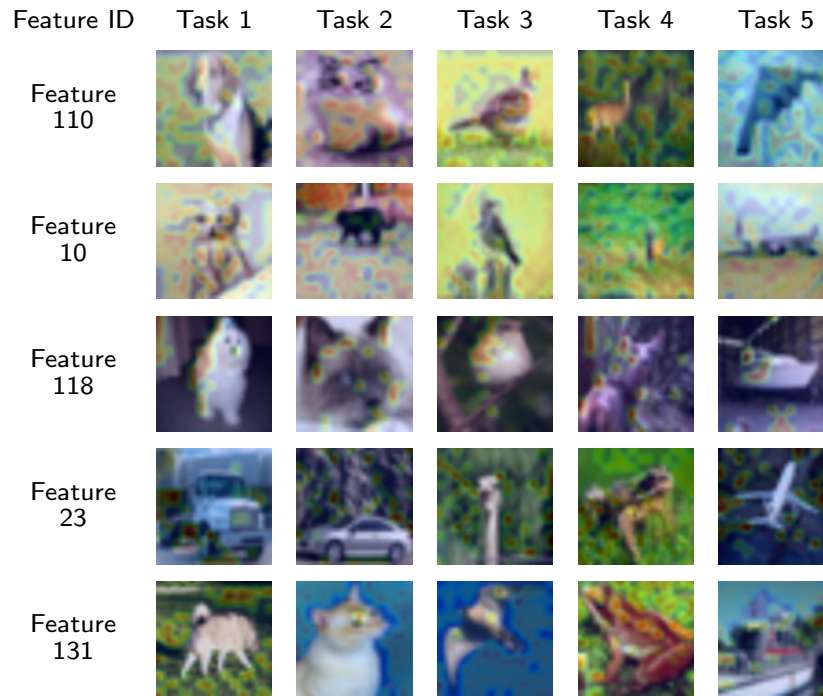 Feature ID Task 1 Task 2 Task 3 Task 4 Task 5
Feature
110
Feature
10
Feature
118
Feature
23
Feature
131